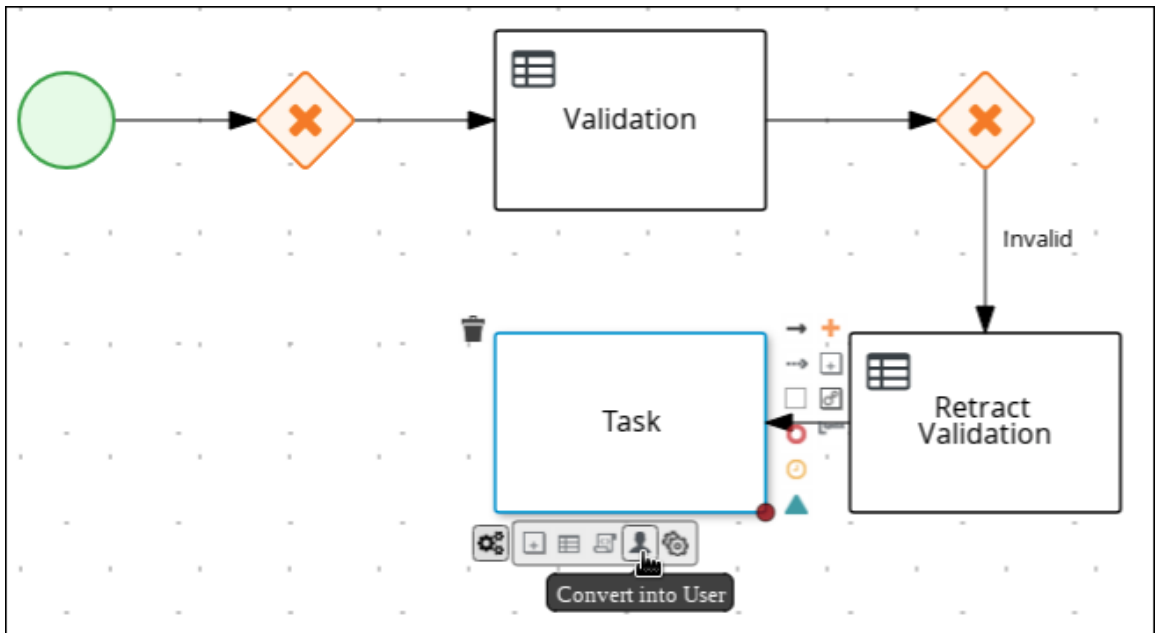 Validation
Invalid
Task
Retract
Validation
Convert into User